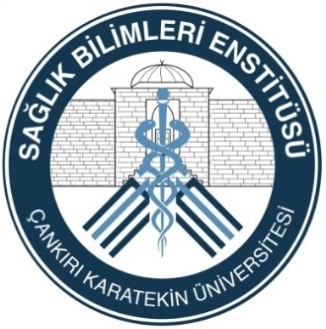 SAĞLIK BİLİMLERİ ENSTİTÜSÜ
ÇANKIRI KARATEKİN ÜNİVERSİTESİ